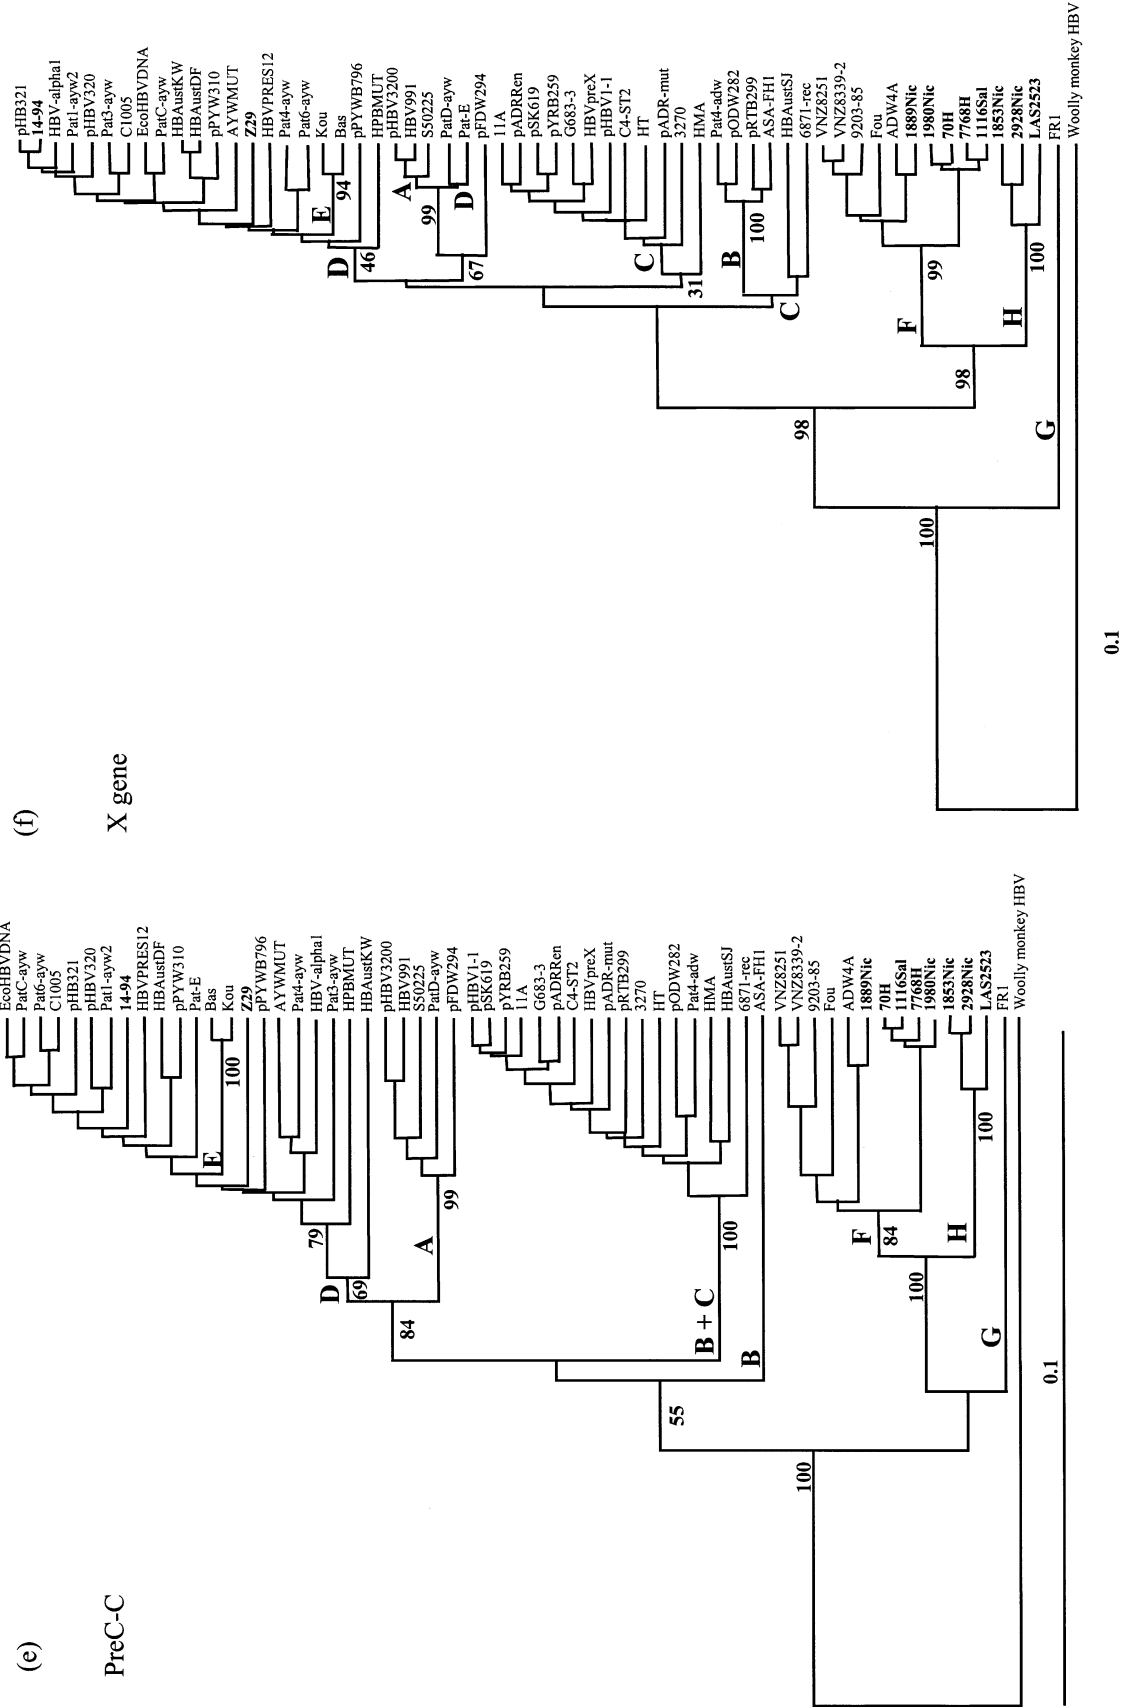 (e)
PreC-C
EcoHBVDNA
PatC-ayw
Pat6-ayw
C1005
pHB321
pHBV320
Pat1-ayw2
14-94
HBVPRES12
HBAustDF
pPYW310
Pat-E
Bas
Kou
Z29
pPYWB796
AYWMUT
Pat4-ayw
HBV-alpha1
Pat3-ayw
HPBMUT
HBAustKW
pHBV3200
HBV991
S50225
PatD-ayw
pFDW294
pHBV1-1
pSK619
pYRB259
11A
G683-3
pADRRen
C4-ST2
HBVpreX
pADR-mut
pRTB299
3270
HT
pODW282
Pat4-adw
HMA
HBAustSJ
6871-rec
ASA-FH1
VNZ8251
VNZ8339-2
9203-85
Fou
ADW4A
1889Nic
70H
1116Sal
7768H
1980Nic
1853Nic
2928Nic
LAS2523
FR1
Woolly monkey HBV
100
E
79
D
69
A
99
84
B + C
100
B
55
F
84
H
100
100
G
100
0.1
(f)
X gene
pHB321
14-94
HBV-alpha1
Pat1-ayw2
pHBV320
Pat3-ayw
C1005
EcoHBVDNA
PatC-ayw
HBAustKW
HBAustDF
pPYW310
AYWMUT
Z29
HBVPRES12
Pat4-ayw
Pat6-ayw
Kou
Bas
pPYWB796
HPBMUT
pHBV3200
HBV991
S50225
PatD-ayw
Pat-E
pFDW294
11A
pADRRen
pSK619
pYRB259
G683-3
HBVpreX
pHBV1-1
C4-ST2
HT
pADR-mut
3270
HMA
Pat4-adw
pODW282
pRTB299
ASA-FH1
HBAustSJ
6871-rec
VNZ8251
VNZ8339-2
9203-85
Fou
ADW4A
1889Nic
1980Nic
70H
7768H
1116Sal
1853Nic
2928Nic
LAS2523
FR1
Woolly monkey HBV
E
94
D
46
A
99
D
67
C
31
B
100
C
F
99
H
100
98
98
G
100
0.1